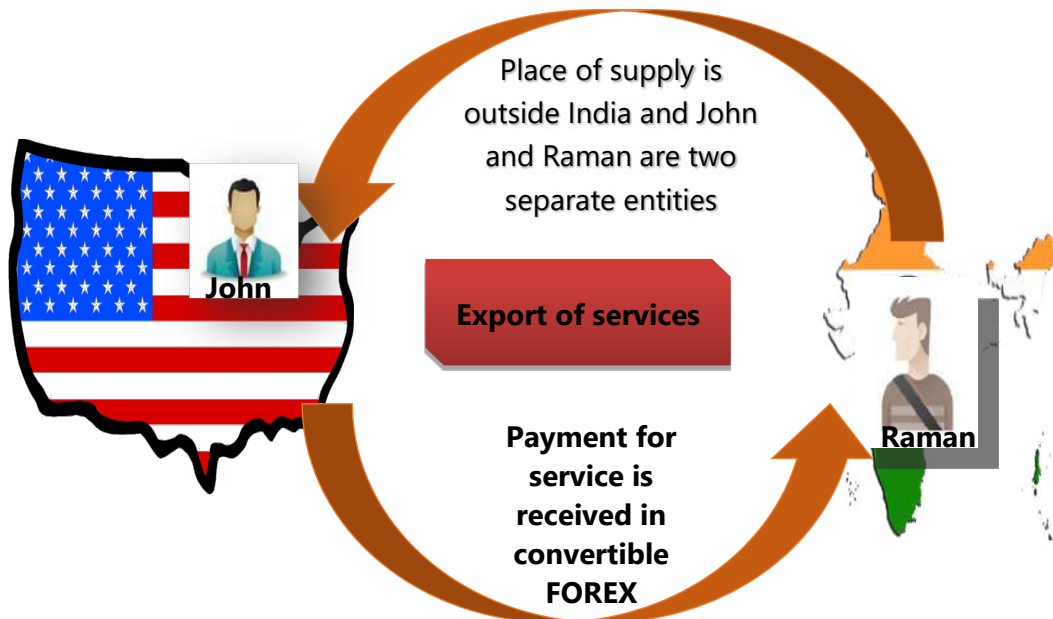 Place of supply is
outside India and John
and Raman are two
separate entities
John
Export of services
Raman
Payment for
service is
received in
convertible
FOREX